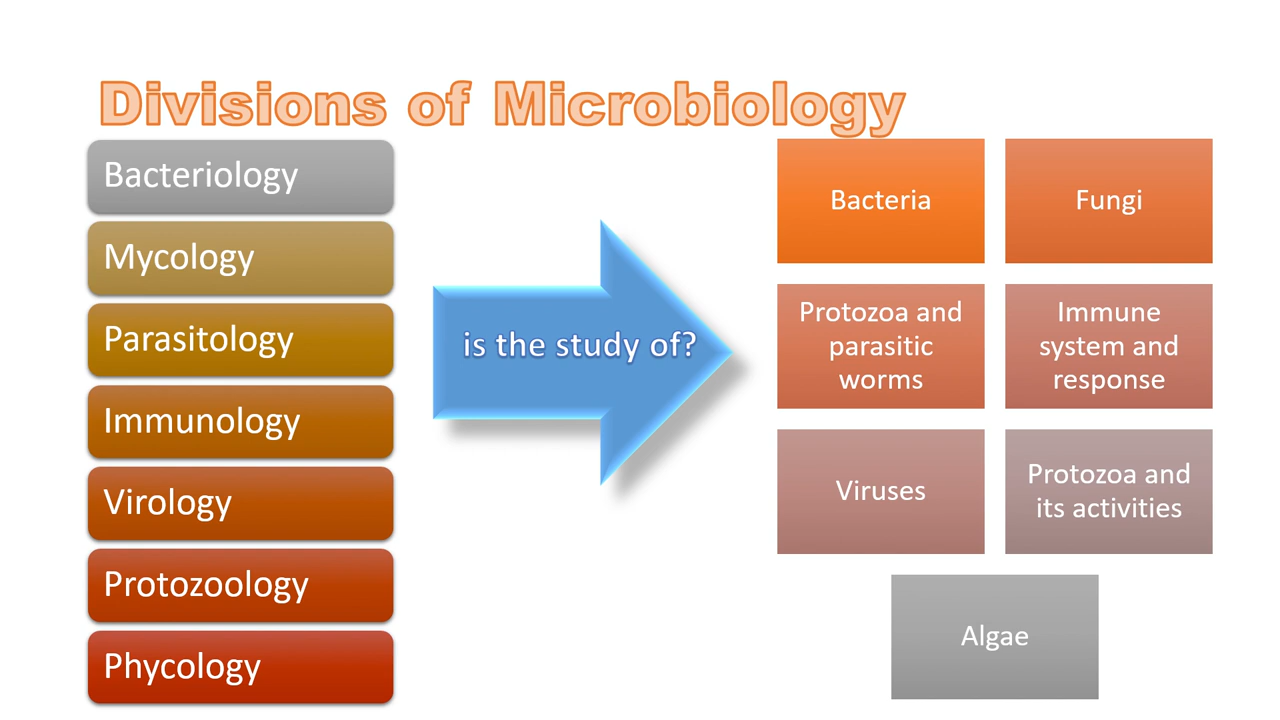 Divisions of Microbiology
Bacteriology
Mycology
Parasitology
Immunology
Virology
Protozoology
Phycology
is the study of?
Bacteria
Fungi
Protozoa and
parasitic
worms
Immune
system and
response
Viruses
Protozoa and
its activities
Algae